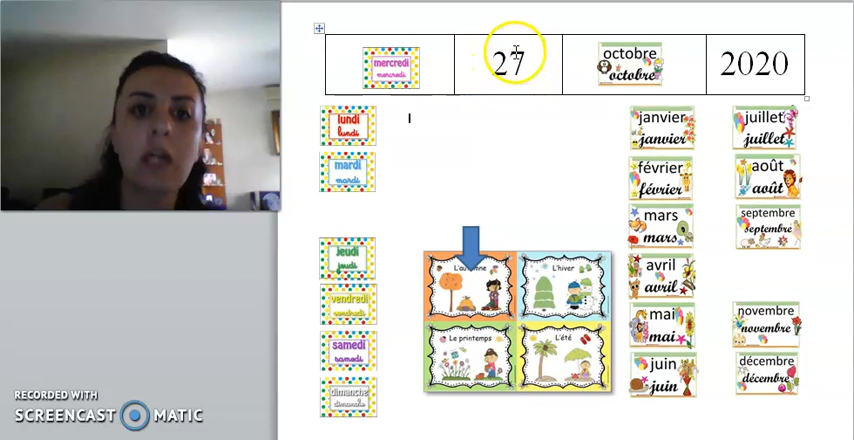 mercredi
mercredi
27
octobre
octobre
2020
lundi
lundi
mardi
mardi
jeudi
jeudi
vendredi
vendredi
samedi
samedi
dimanche
dimanche
L'automne
L'hiver
Le printemps
L'été
janvier
janvier
février
février
mars
mars
avril
avril
mai
mai
juin
juin
juillet
juillet
août
août
septembre
septembre
novembre
novembre
décembre
décembre
RECORDED WITH
SCREENCAST MATIC